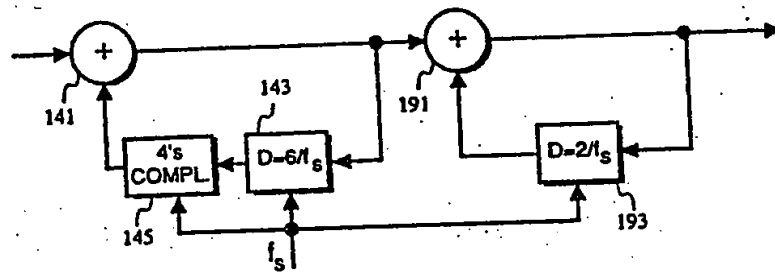 +
+
141
143
191
4's
COMPL.
D=6/fs
D=2/fs
145
fs
193